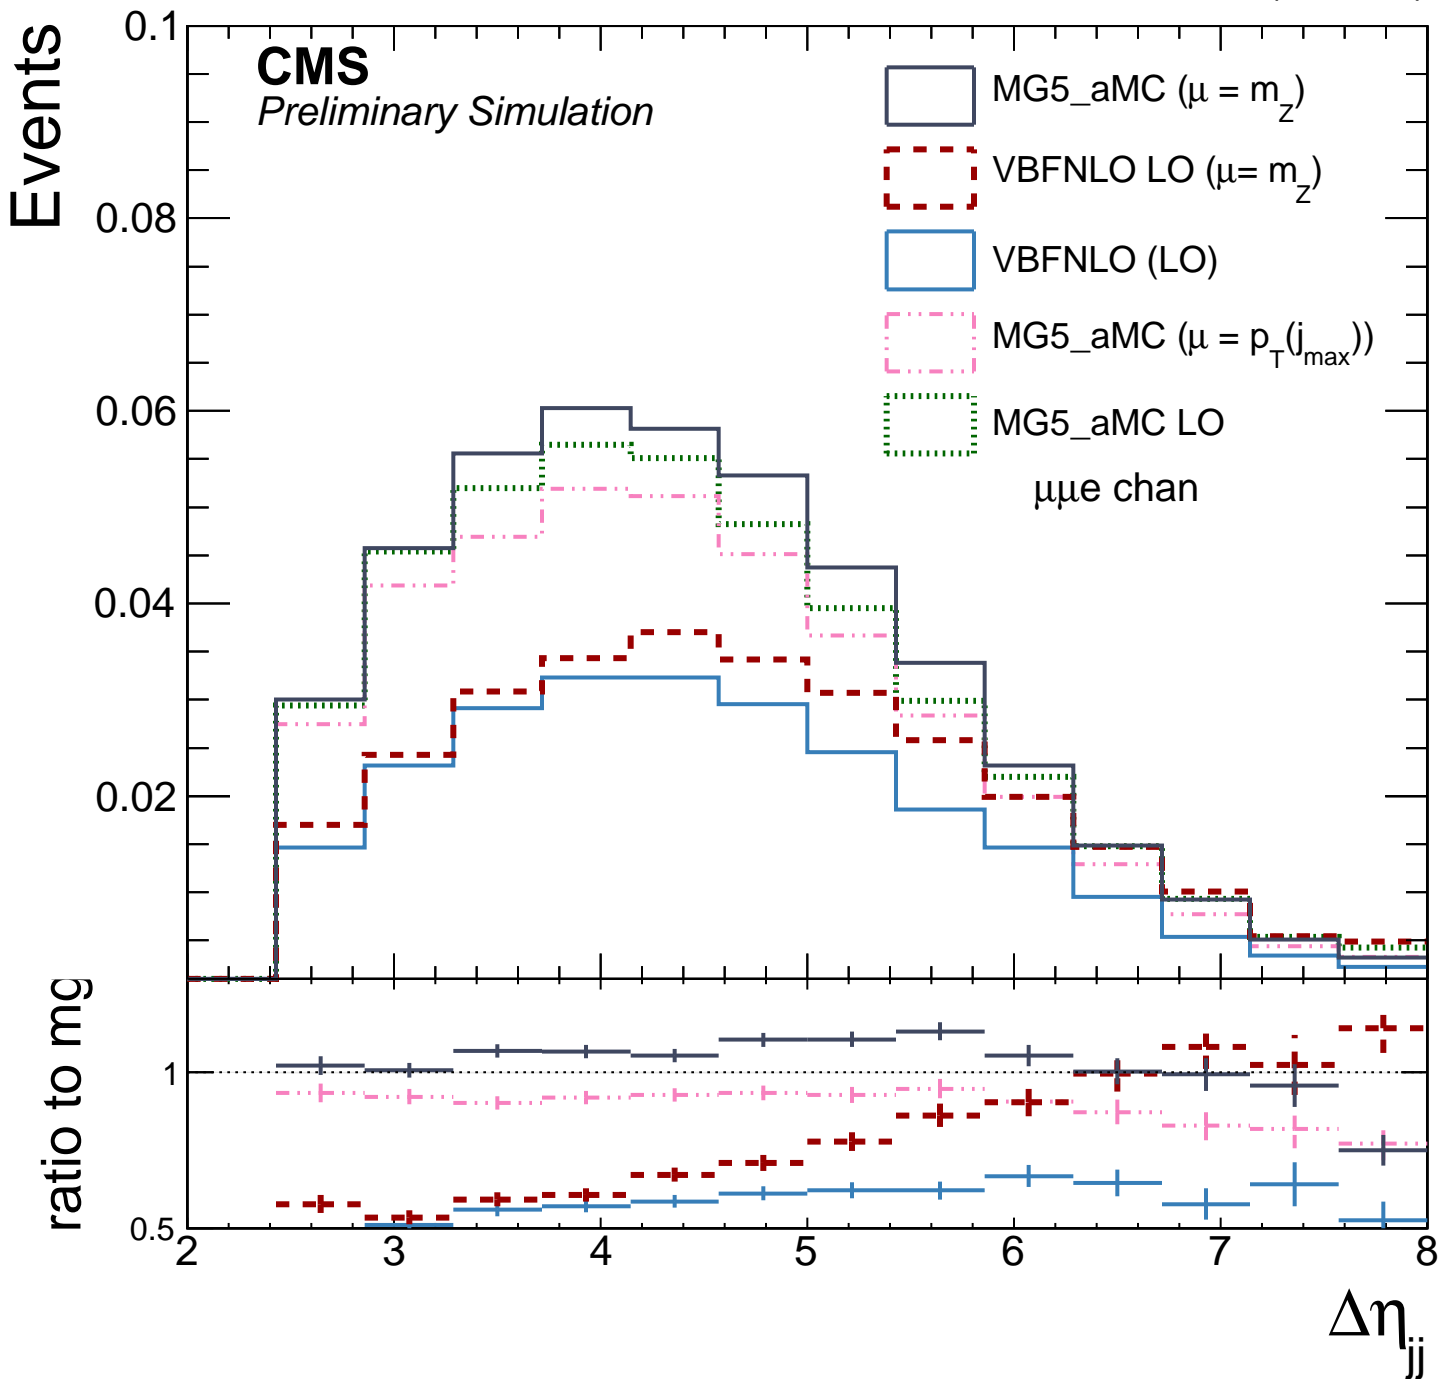 0.1
0.08
0.06
0.04
0.02
Events
CMS
Preliminary Simulation
MG5_aMC (μ = m_Z)
VBFNLO LO (μ= m_Z)
VBFNLO (LO)
MG5_aMC (μ = p_T(j_max))
MG5_aMC LO
μμe chan
ratio to mg
1
0.5
2 3 4 5 6 7 8
Δη_jj